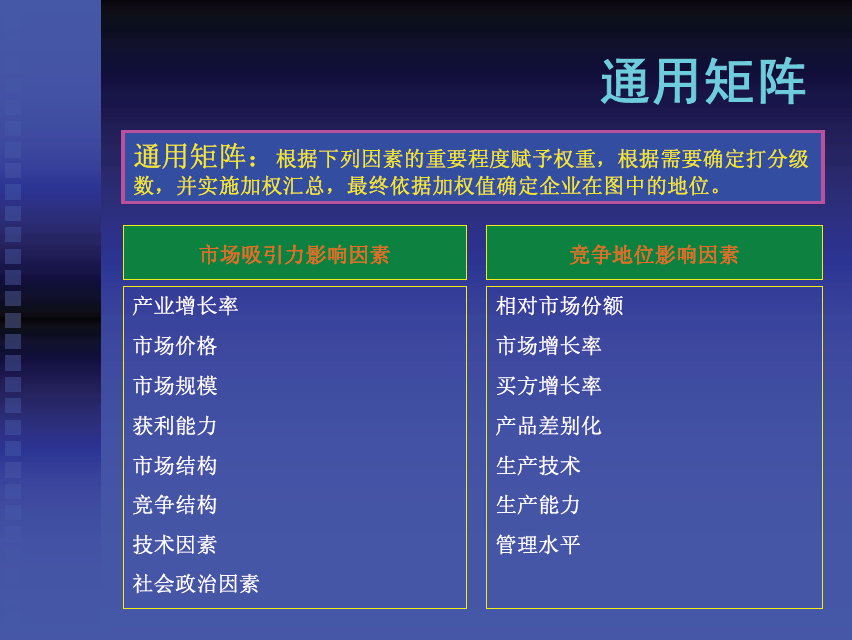 通用矩阵
通用矩阵：根据下列因素的重要程度赋予权重，根据需要确定打分级
数，并实施加权汇总，最终依据加权值确定企业在图中的地位。
市场吸引力影响因素
产业增长率
市场价格
市场规模
获利能力
市场结构
竞争结构
技术因素
社会政治因素
竞争地位影响因素
相对市场份额
市场增长率
买方增长率
产品差别化
生产技术
生产能力
管理水平